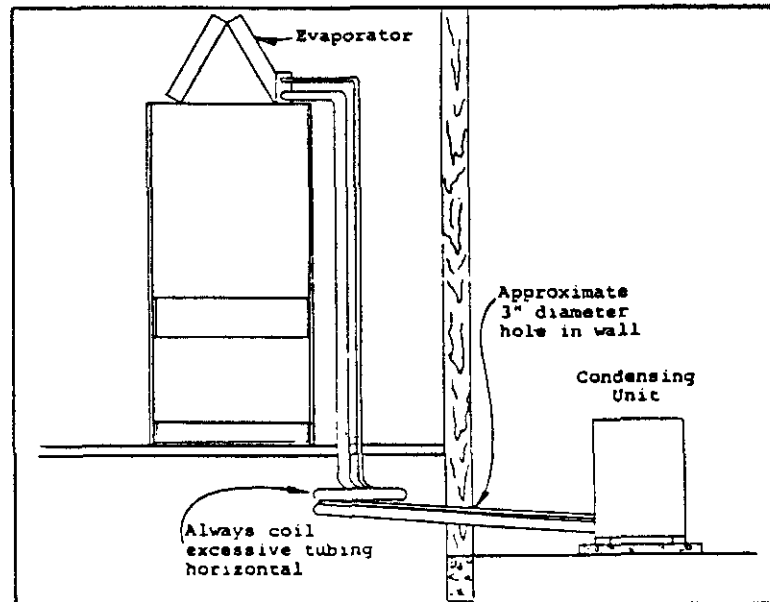 Evaporator
Approximate
3" diameter
hole in wall
Condensing
Unit
Always coil
excessive tubing
horizontal